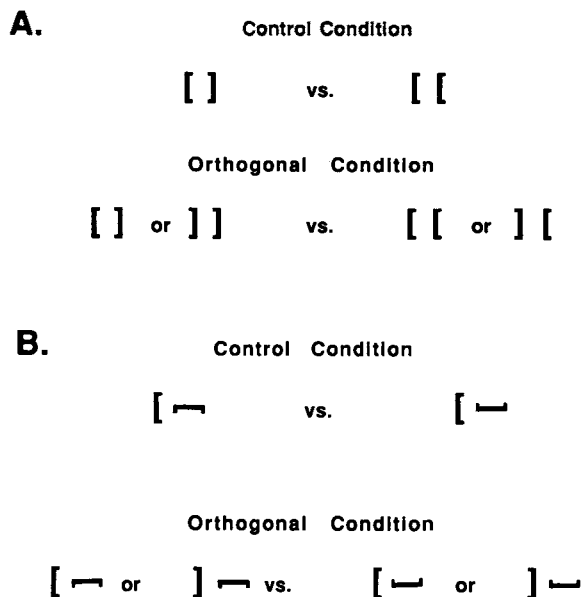 A.
Control Condition
[ ] vs. [ [
Orthogonal Condition
[ ] or ] ] vs. [ [ or ] [
B.
Control Condition
[ vs. [
Orthogonal Condition
[ or ] vs. [ or ]